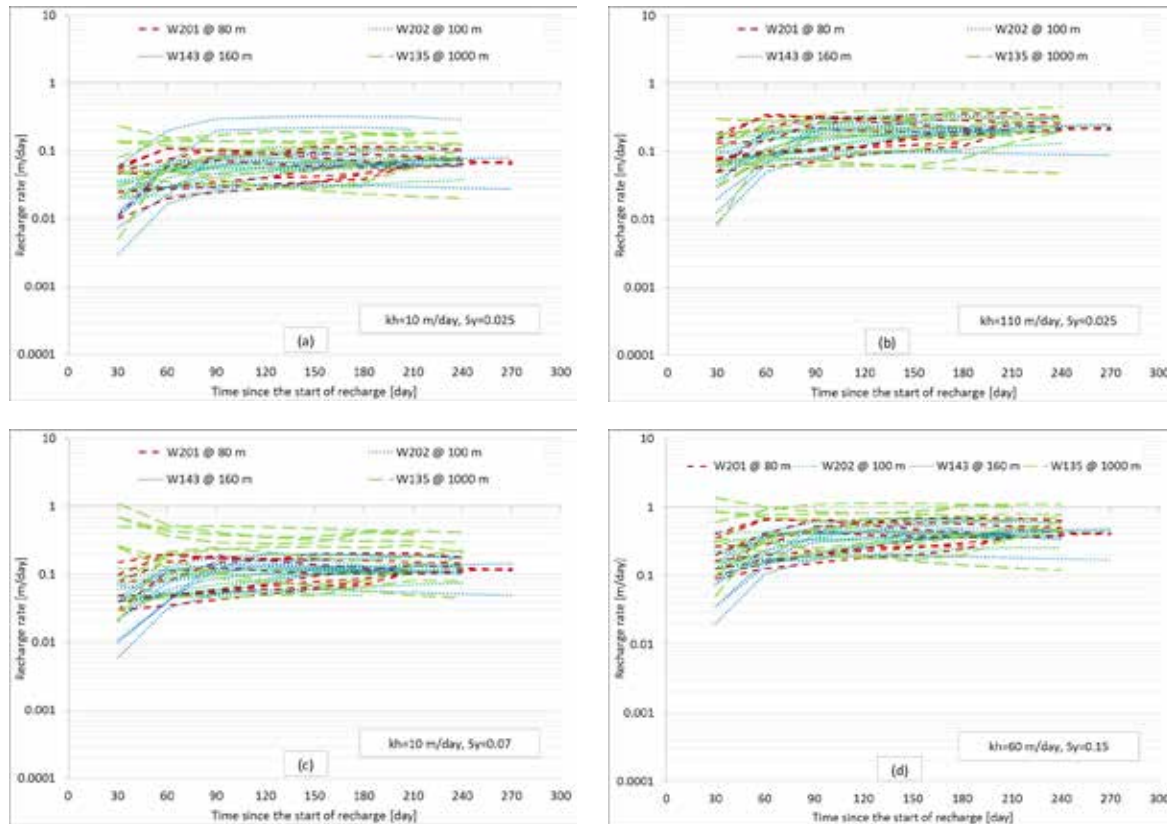 10
W201 @ 80 m
W202 @ 100 m
W143 @ 160 m
W135 @ 1000 m
1
0.1
0.01
0.001
0.0001
Recharge rate [m/day]
kh=10 m/day, Sy=0.025
(a)
0 30 60 90 120 150 180 210 240 270 300
Time since the start of recharge [day]
10
W201 @ 80 m
W202 @ 100 m
W143 @ 160 m
W135 @ 1000 m
1
0.1
0.01
0.001
0.0001
Recharge rate [m/day]
kh=110 m/day, Sy=0.025
(b)
0 30 60 90 120 150 180 210 240 270 300
Time since the start of recharge [day]
10
W201 @ 80 m
W202 @ 100 m
W143 @ 160 m
W135 @ 1000 m
1
0.1
0.01
0.001
0.0001
Recharge rate [m/day]
kh=10 m/day, Sy=0.07
(c)
0 30 60 90 120 150 180 210 240 270 300
Time since the start of recharge [day]
10
W201 @ 80 m W202 @ 100 m W143 @ 160 m W135 @ 1000 m
1
0.1
0.01
0.001
0.0001
Recharge rate [m/day]
kh=60 m/day, Sy=0.15
(d)
0 30 60 90 120 150 180 210 240 270 300
Time since the start of recharge [day]